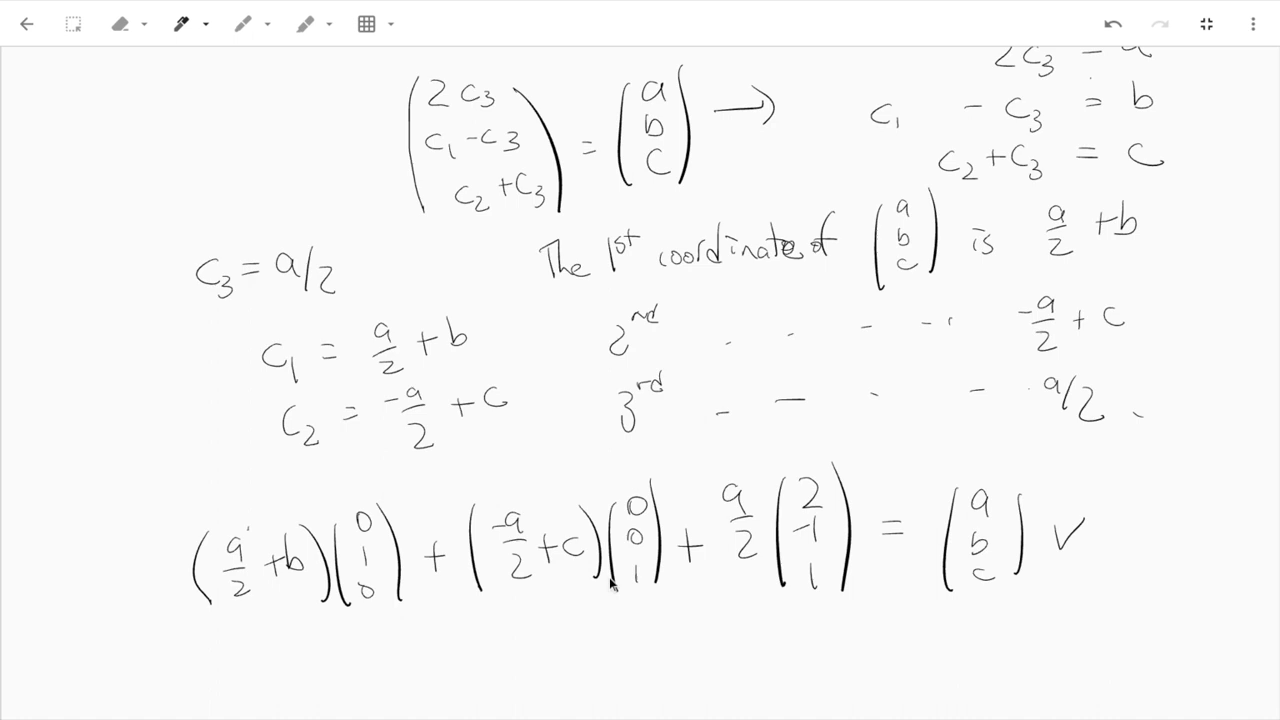 2c₃ = a
(2c₃ / c₁ - c₃ / c₂ + c₃) = (a / b / c) → c₁ - c₃ = b
c₂ + c₃ = c
The 1st coordinate of (a / b / c) is a/2 + b
c₃ = a/2
2nd - - - - -a/2 + c
c₁ = a/2 + b
3rd - - - - a/2.
c₂ = -a/2 + c
(a/2 + b)(0 / 1 / 0) + (-a/2 + c)(0 / 0 / 1) + a/2 (2 / -1 / 1) = (a / b / c) ✓